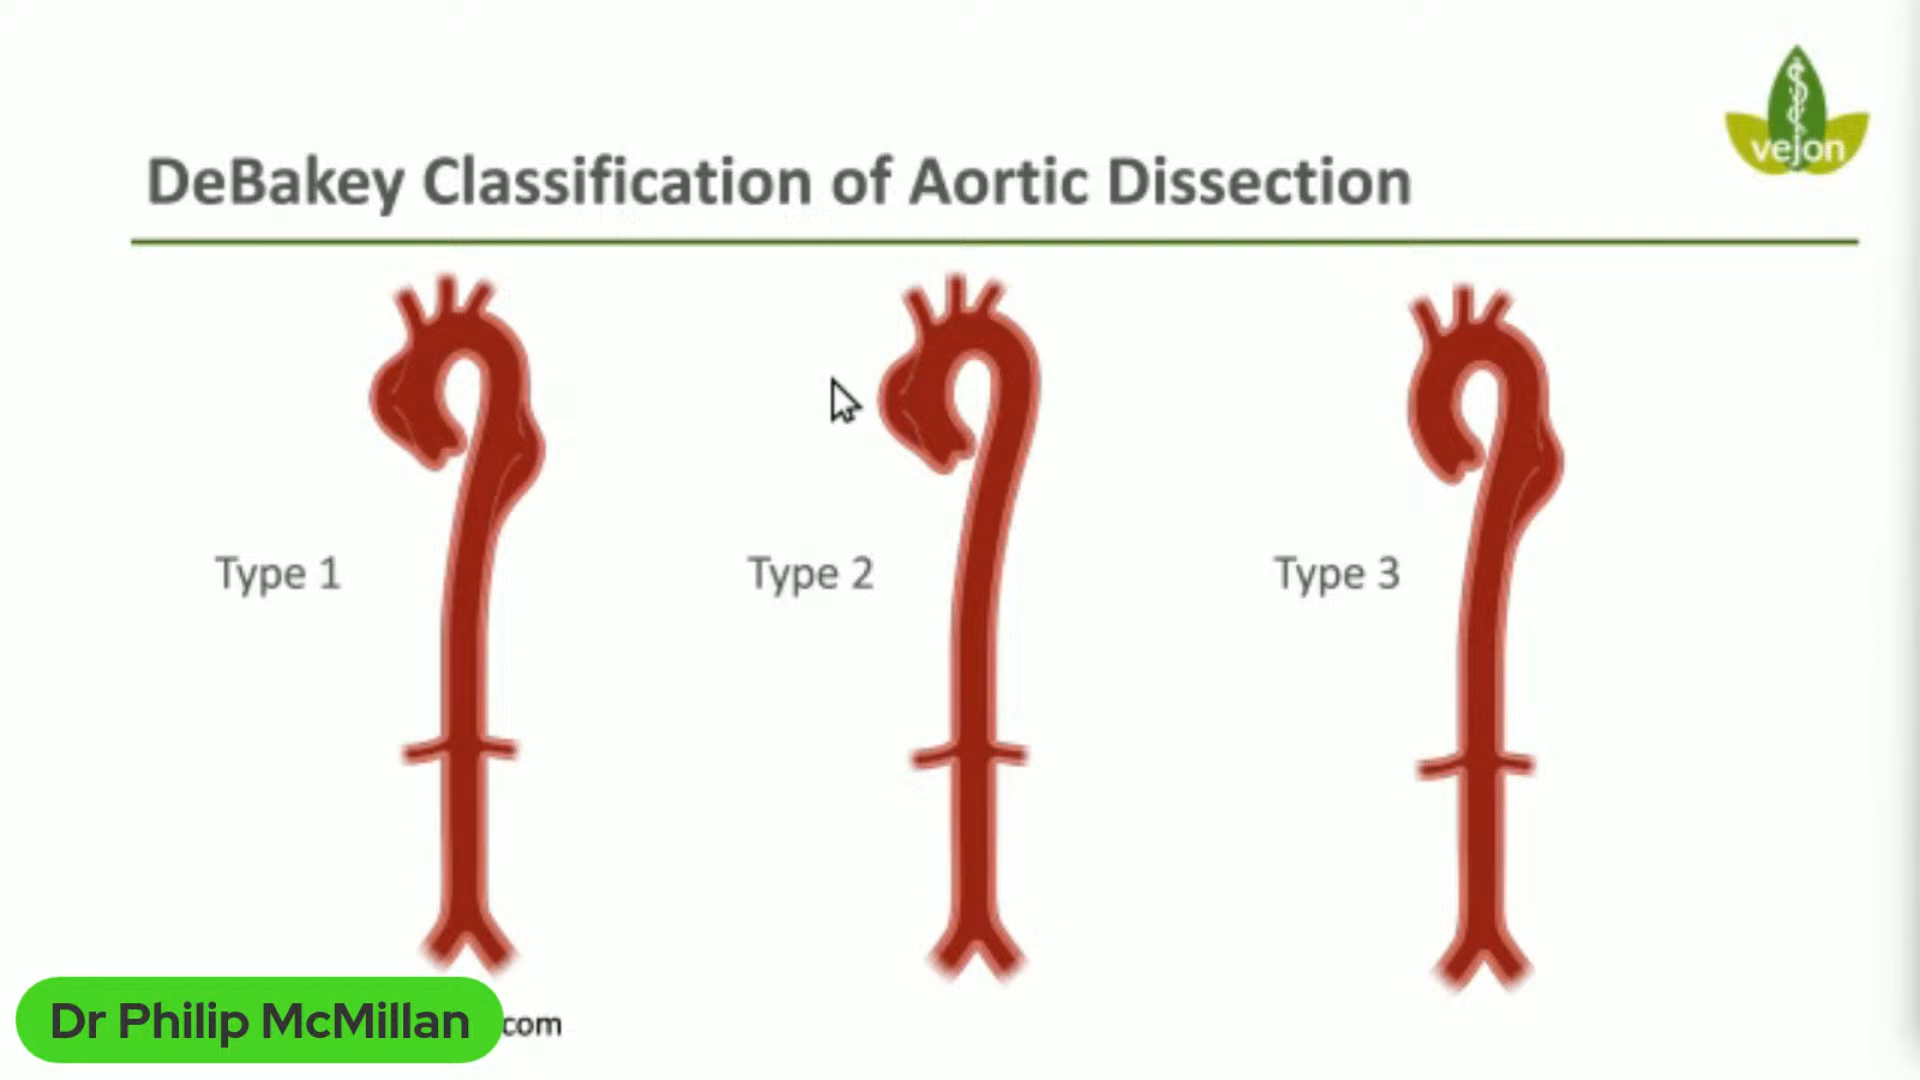 vejon
DeBakey Classification of Aortic Dissection
Type 1
Type 2
Type 3
Dr Philip McMillan
com